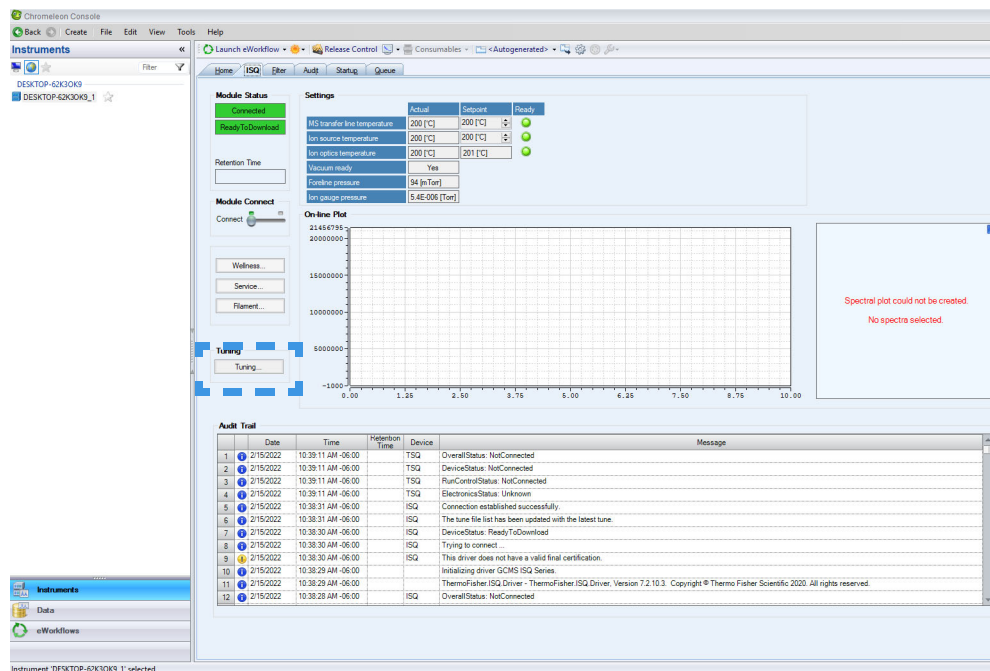 Chromeleon Console
Back Create File Edit View Tools Help
Instruments «
Launch eWorkflow Release Control Consumables <Autogenerated>
Filter
Home ISQ Filter Audit Startup Queue
DESKTOP-62K3OK9
DESKTOP-62K3OK9_1
Module Status
Connected
ReadyToDownload
Retention Time
Module Connect
Connect
Wellness...
Service...
Filament...
Tuning
Tuning...
Settings
Actual Setpoint Ready
MS transfer line temperature 200 [°C] 200 [°C]
Ion source temperature 200 [°C] 200 [°C]
Ion optics temperature 200 [°C] 201 [°C]
Vacuum ready Yes
Foreline pressure 94 [mTorr]
Ion gauge pressure 5.4E-006 [Torr]
On-line Plot
21456795
20000000
15000000
10000000
5000000
-1000
0.00 1.25 2.50 3.75 5.00 6.25 7.50 8.75 10.00
Spectral plot could not be created.
No spectra selected.
Audit Trail
Date Time Retention Time Device Message
1 2/15/2022 10:39:11 AM -06:00 TSQ OverallStatus: NotConnected
2 2/15/2022 10:39:11 AM -06:00 TSQ DeviceStatus: NotConnected
3 2/15/2022 10:39:11 AM -06:00 TSQ RunControlStatus: NotConnected
4 2/15/2022 10:39:11 AM -06:00 TSQ ElectronicsStatus: Unknown
5 2/15/2022 10:38:31 AM -06:00 ISQ Connection established successfully.
6 2/15/2022 10:38:31 AM -06:00 ISQ The tune file list has been updated with the latest tune.
7 2/15/2022 10:38:30 AM -06:00 ISQ DeviceStatus: ReadyToDownload
8 2/15/2022 10:38:30 AM -06:00 ISQ Trying to connect ...
9 2/15/2022 10:38:30 AM -06:00 ISQ This driver does not have a valid final certification.
10 2/15/2022 10:38:29 AM -06:00 Initializing driver GCMS ISQ Series.
11 2/15/2022 10:38:29 AM -06:00 ThermoFisher.ISQ.Driver - ThermoFisher.ISQ.Driver, Version 7.2.10.3. Copyright © Thermo Fisher Scientific 2020. All rights reserved.
12 2/15/2022 10:38:28 AM -06:00 ISQ OverallStatus: NotConnected
Instruments
Data
eWorkflows
Instrument 'DESKTOP-62K3OK9_1' selected